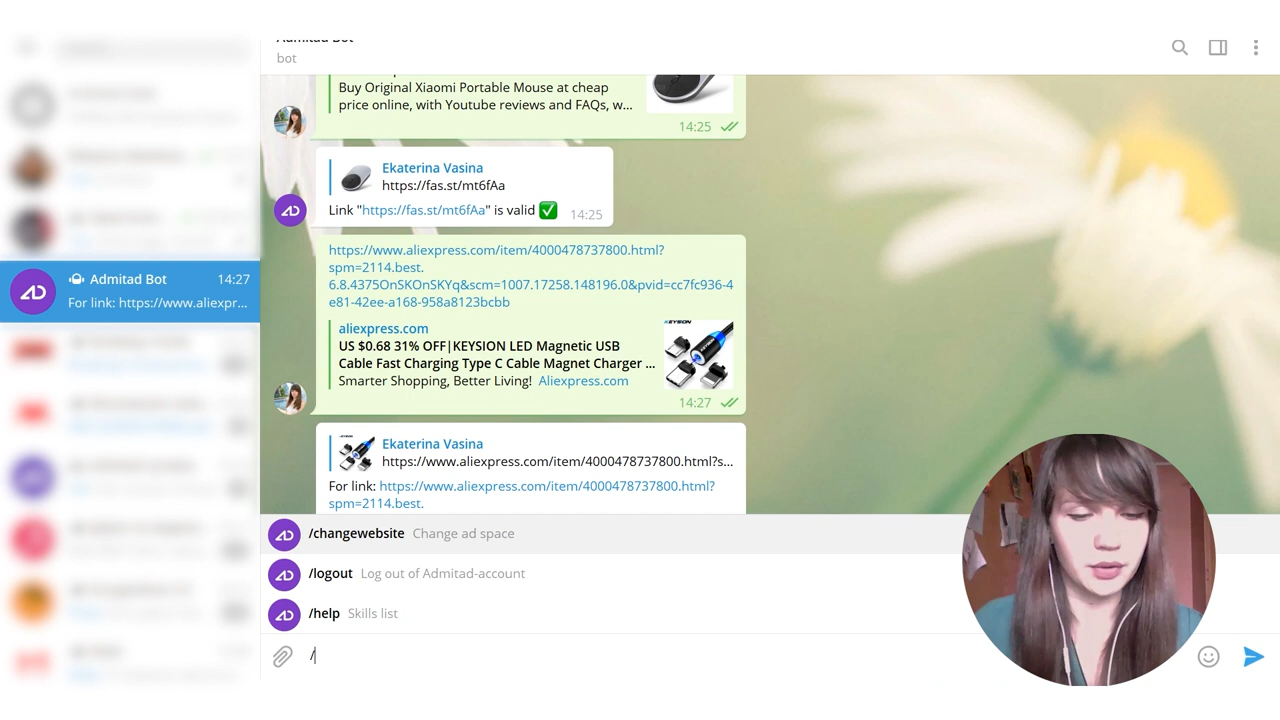 Admitad Bot
bot
Buy Original Xiaomi Portable Mouse at cheap
price online, with Youtube reviews and FAQs, w...
14:25
Ekaterina Vasina
https://fas.st/mt6fAa
Link "https://fas.st/mt6fAa" is valid ✅
14:25
https://www.aliexpress.com/item/4000478737800.html?
spm=2114.best.
6.8.4375OnSKOnSKYq&scm=1007.17258.148196.0&pvid=cc7fc936-4
e81-42ee-a168-958a8123bcbb
aliexpress.com
KEYSION
US $0.68 31% OFF|KEYSION LED Magnetic USB
Cable Fast Charging Type C Cable Magnet Charger ...
Smarter Shopping, Better Living! Aliexpress.com
14:27
Admitad Bot 14:27
For link: https://www.aliexpr...
Ekaterina Vasina
https://www.aliexpress.com/item/4000478737800.html?s...
For link: https://www.aliexpress.com/item/4000478737800.html?
spm=2114.best.
/changewebsite Change ad space
/logout Log out of Admitad-account
/help Skills list
/